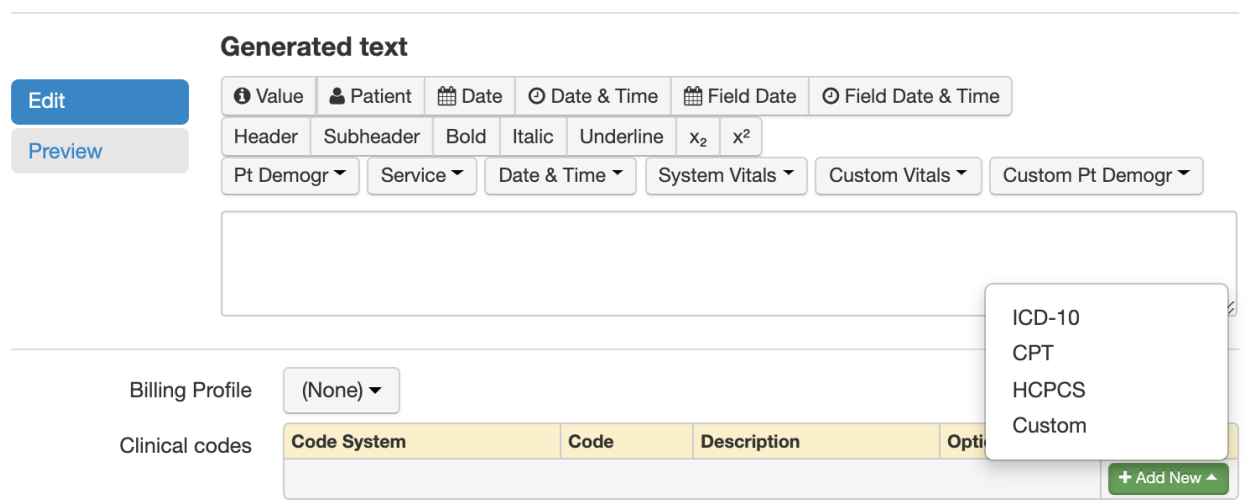 Generated text
Edit
Preview
Value Patient Date Date & Time Field Date Field Date & Time
Header Subheader Bold Italic Underline x₂ x²
Pt Demogr Service Date & Time System Vitals Custom Vitals Custom Pt Demogr
ICD-10
CPT
HCPCS
Custom
Billing Profile (None)
Clinical codes
Code System Code Description Opti
+ Add New